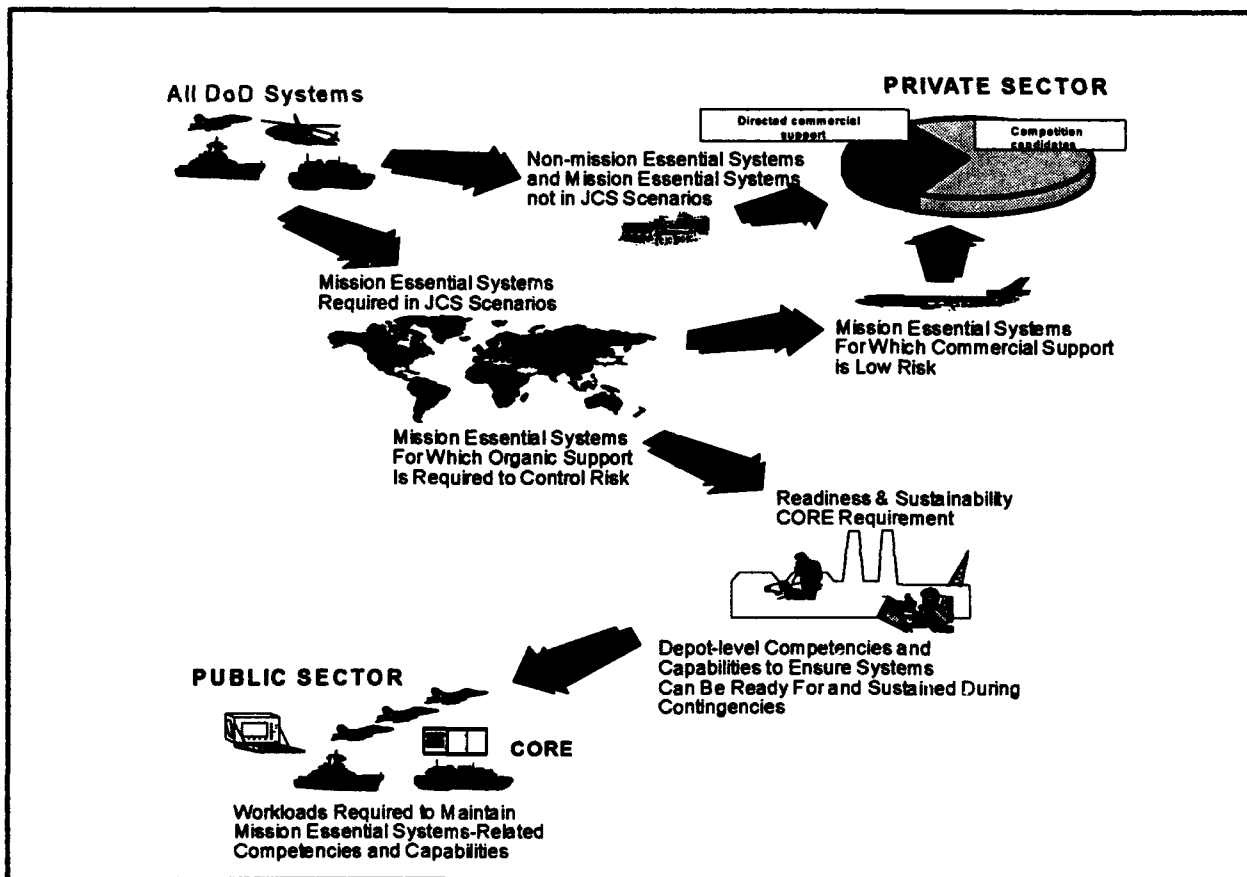 All DoD Systems
PRIVATE SECTOR
Directed commercial
support
Competition
candidates
Non-mission Essential Systems
and Mission Essential Systems
not in JCS Scenarios
Mission Essential Systems
Required in JCS Scenarios
Mission Essential Systems
For Which Commercial Support
is Low Risk
Mission Essential Systems
For Which Organic Support
Is Required to Control Risk
Readiness & Sustainability
CORE Requirement
Depot-level Competencies and
Capabilities to Ensure Systems
Can Be Ready For and Sustained During
Contingencies
PUBLIC SECTOR
CORE
Workloads Required to Maintain
Mission Essential Systems-Related
Competencies and Capabilities